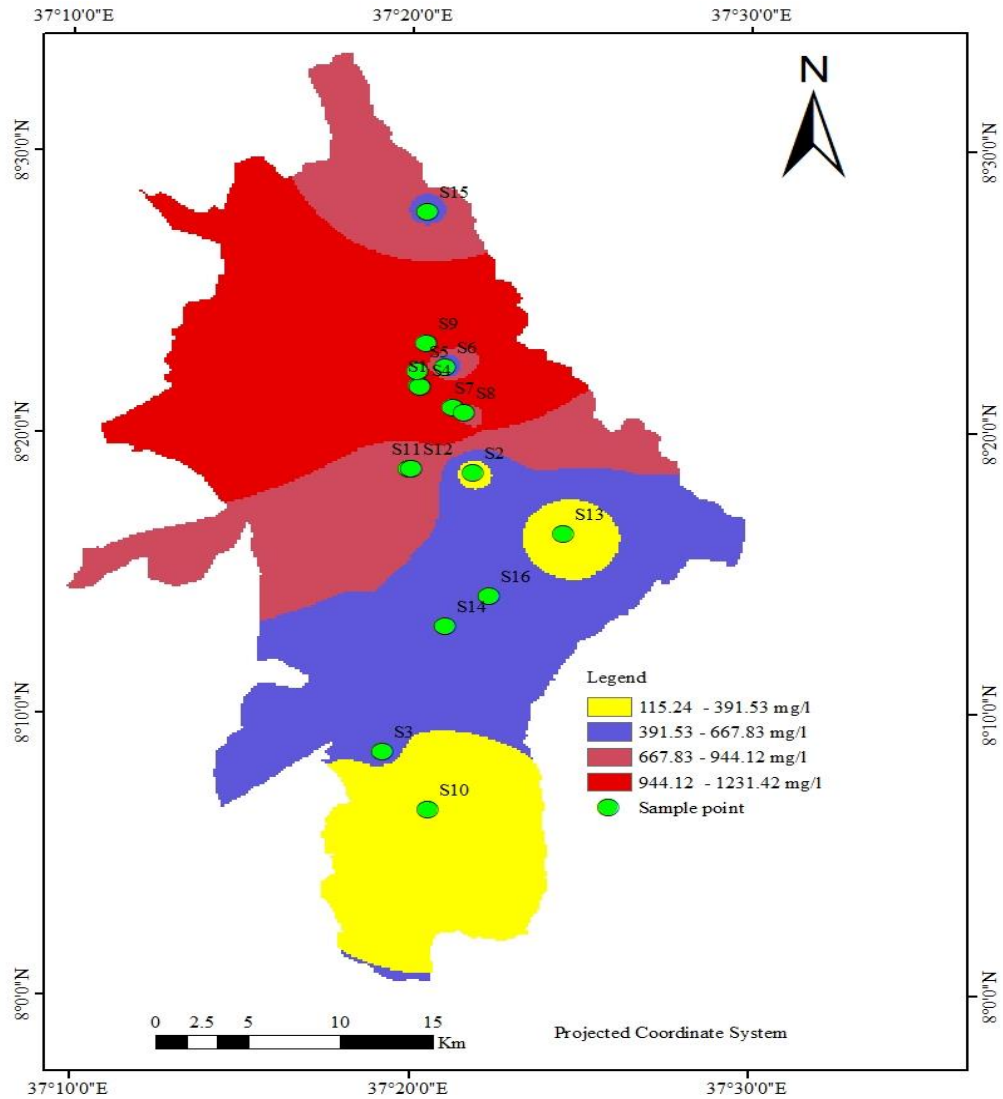 37°10'0"E 37°20'0"E 37°30'0"E
N
8°30'0"N 8°30'0"N
S15
S9
S5 S6
S1 S4
S7 S8
8°20'0"N 8°20'0"N
S11 S12 S2
S13
S16
S14
Legend
115.24 - 391.53 mg/l
8°10'0"N 8°10'0"N
391.53 - 667.83 mg/l
S3
667.83 - 944.12 mg/l
944.12 - 1231.42 mg/l
S10
Sample point
8°0'0"N 8°0'0"N
0 2.5 5 10 15
Km
Projected Coordinate System
37°10'0"E 37°20'0"E 37°30'0"E